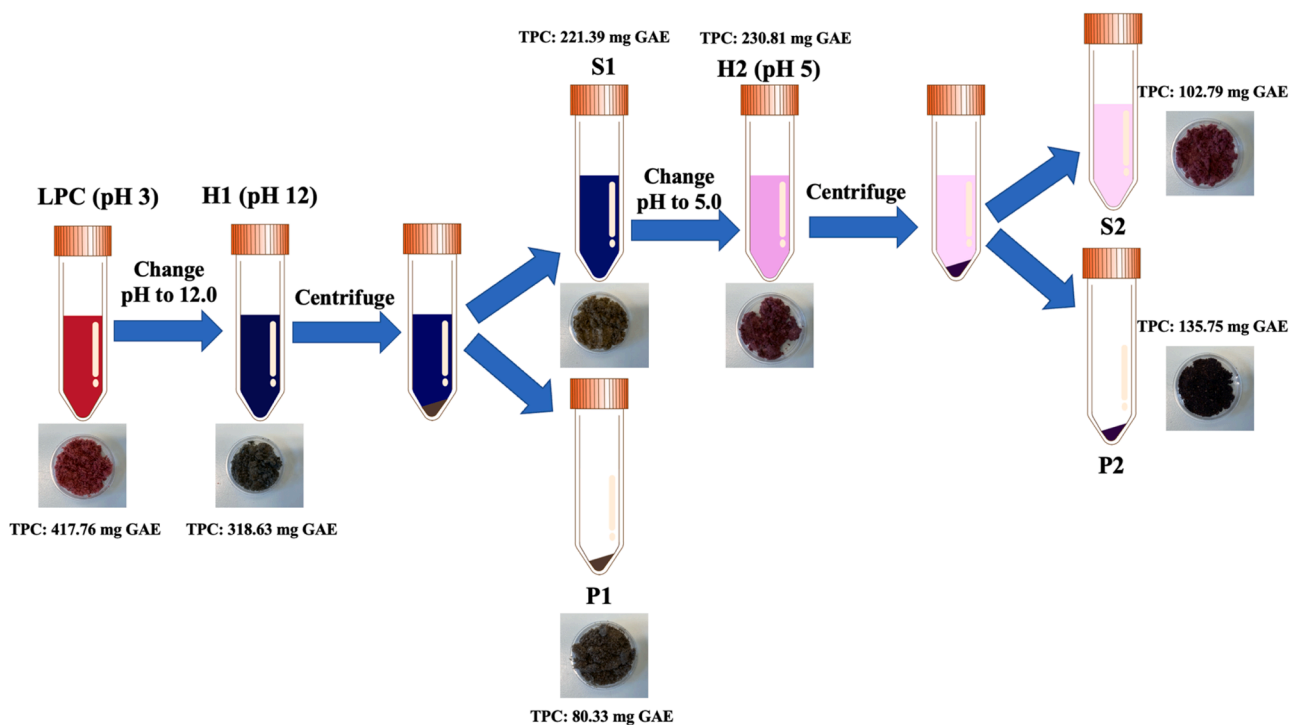 LPC (pH 3)
TPC: 417.76 mg GAE
Change
pH to 12.0
H1 (pH 12)
TPC: 318.63 mg GAE
Centrifuge
TPC: 221.39 mg GAE
S1
P1
TPC: 80.33 mg GAE
Change
pH to 5.0
TPC: 230.81 mg GAE
H2 (pH 5)
Centrifuge
TPC: 102.79 mg GAE
S2
TPC: 135.75 mg GAE
P2